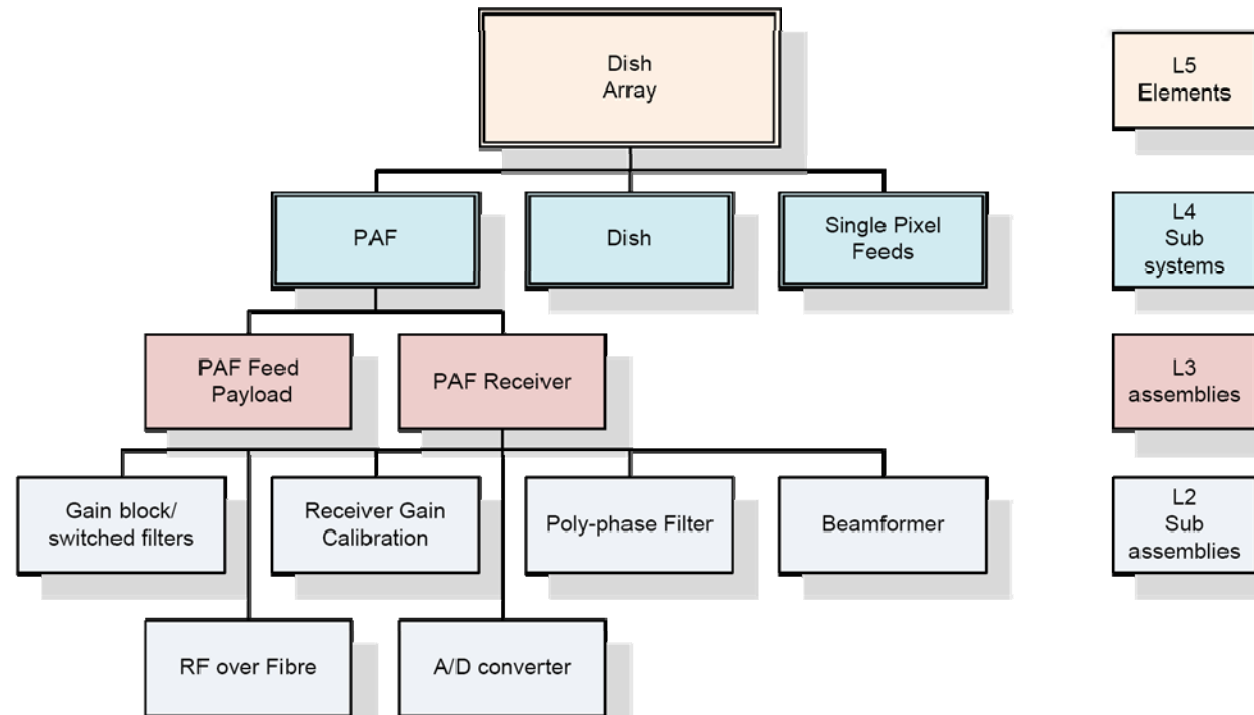 Dish
Array
L5
Elements
PAF
Dish
Single Pixel
Feeds
L4
Sub
systems
PAF Feed
Payload
PAF Receiver
L3
assemblies
Gain block/
switched filters
Receiver Gain
Calibration
Poly-phase Filter
Beamformer
L2
Sub
assemblies
RF over Fibre
A/D converter